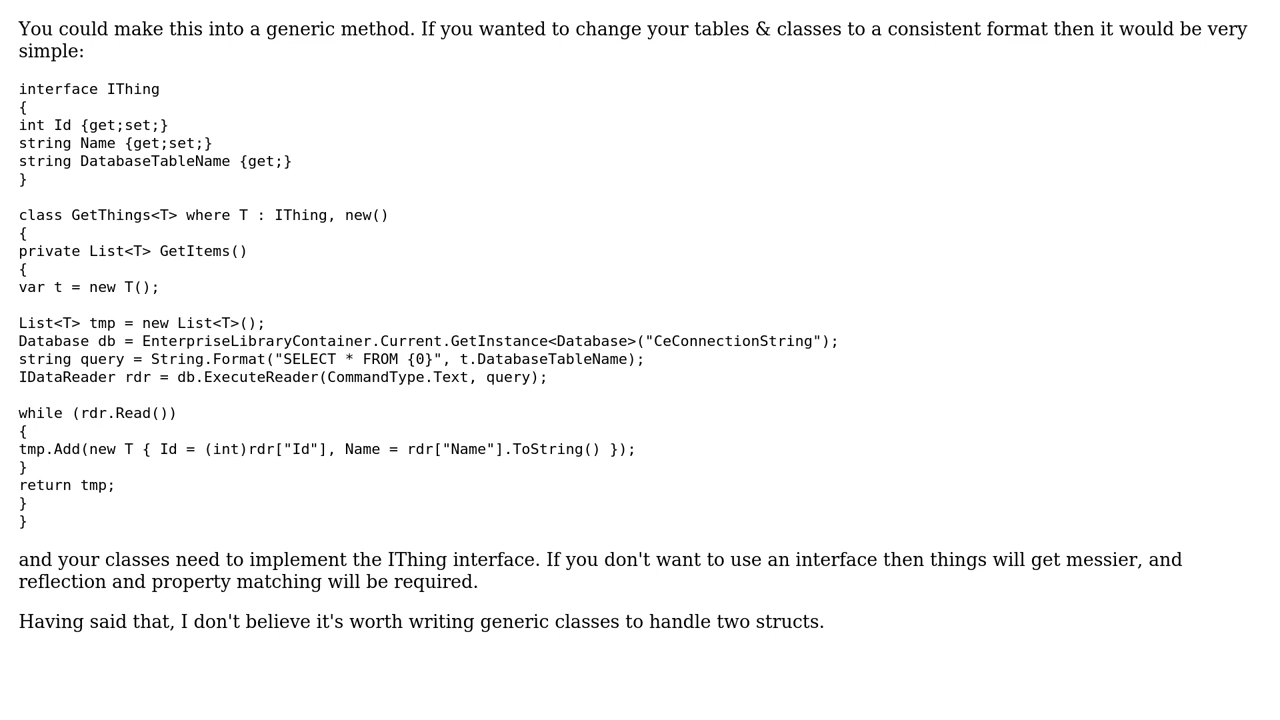 You could make this into a generic method. If you wanted to change your tables & classes to a consistent format then it would be very
simple:
interface IThing
{
int Id {get;set;}
string Name {get;set;}
string DatabaseTableName {get;}
}
class GetThings<T> where T : IThing, new()
{
private List<T> GetItems()
{
var t = new T();
List<T> tmp = new List<T>();
Database db = EnterpriseLibraryContainer.Current.GetInstance<Database>("CeConnectionString");
string query = String.Format("SELECT * FROM {0}", t.DatabaseTableName);
IDataReader rdr = db.ExecuteReader(CommandType.Text, query);
while (rdr.Read())
{
tmp.Add(new T { Id = (int)rdr["Id"], Name = rdr["Name"].ToString() });
}
return tmp;
}
}
and your classes need to implement the IThing interface. If you don't want to use an interface then things will get messier, and
reflection and property matching will be required.
Having said that, I don't believe it's worth writing generic classes to handle two structs.